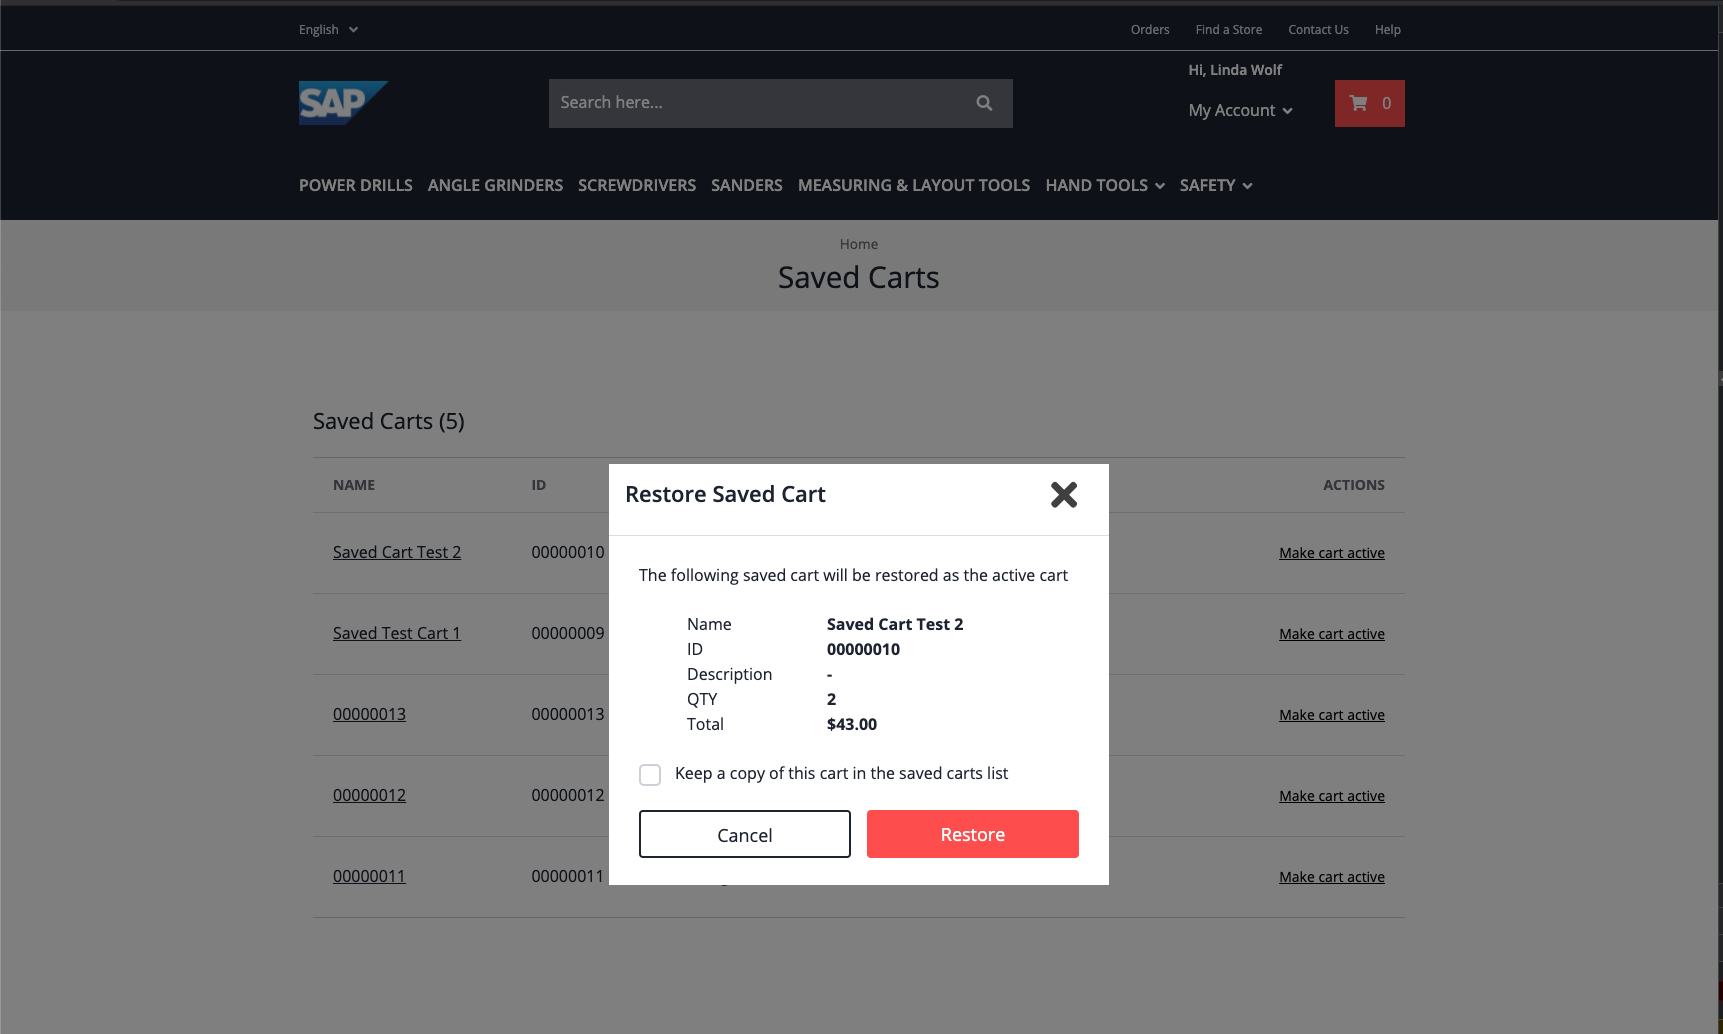 English
Orders Find a Store Contact Us Help
Hi, Linda Wolf
SAP
Search here...
My Account
0
POWER DRILLS ANGLE GRINDERS SCREWDRIVERS SANDERS MEASURING & LAYOUT TOOLS HAND TOOLS SAFETY
Home
Saved Carts
Saved Carts (5)
NAME ID ACTIONS
Saved Cart Test 2 00000010 Make cart active
Saved Test Cart 1 00000009 Make cart active
00000013 00000013 Make cart active
00000012 00000012 Make cart active
00000011 00000011 Make cart active
Restore Saved Cart
The following saved cart will be restored as the active cart
Name Saved Cart Test 2
ID 00000010
Description -
QTY 2
Total $43.00
Keep a copy of this cart in the saved carts list
Cancel Restore